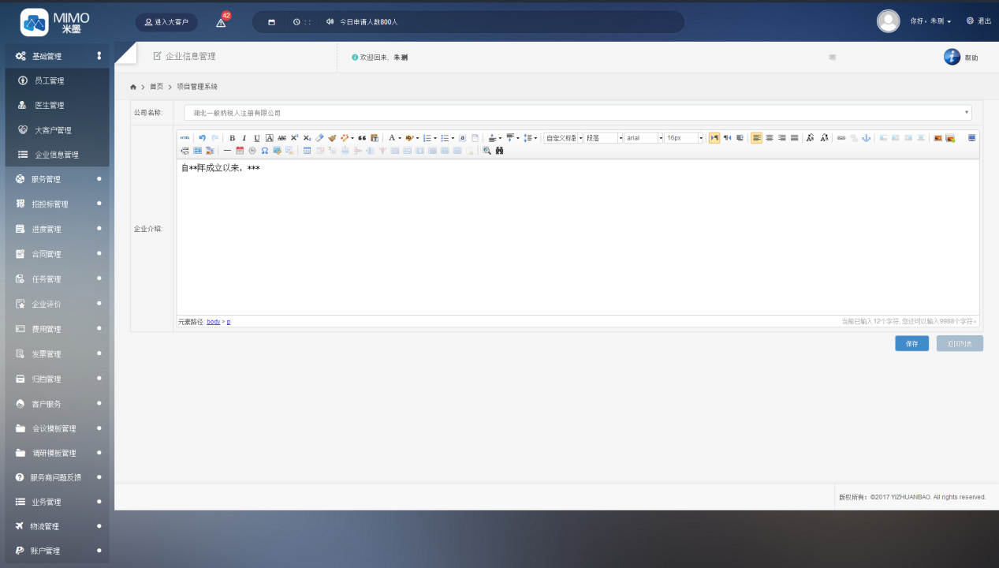 MIMO
米墨
进入大客户
42
: :
今日申请人数800人
你好，朱测
退出
基础管理
员工管理
医生管理
大客户管理
企业信息管理
服务管理
招投标管理
进度管理
合同管理
任务管理
企业评价
费用管理
发票管理
归档管理
客户服务
会议模板管理
调研模板管理
服务商问题反馈
业务管理
物流管理
账户管理
企业信息管理
欢迎回来, 朱测
帮助
首页 > 项目管理系统
公司名称:
湖北一般纳税人注册有限公司
HTML
自定义标题
段落
arial
16px
企业介绍:
自**年成立以来，***
元素路径: body > p
当前已输入12个字符, 您还可以输入9988个字符。
保存
返回列表
版权所有：©2017 YIZHUANBAO. All rights reserved.